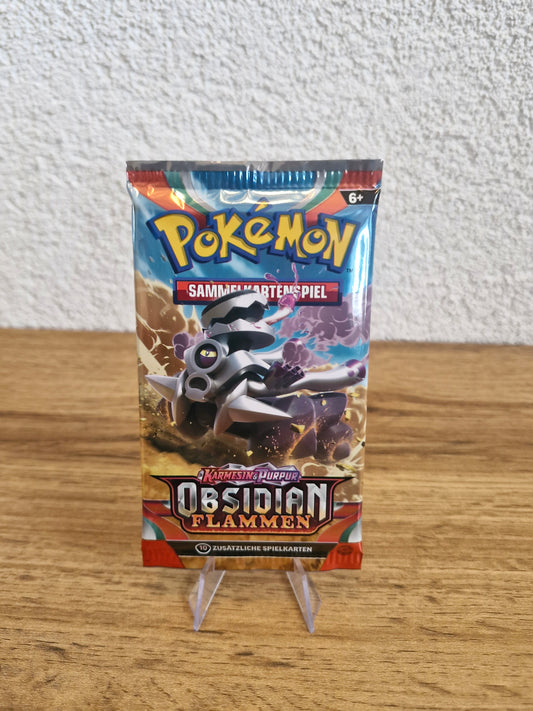 6+
POKÉMON
SAMMELKARTENSPIEL
KARMESIN & PURPUR
OBSIDIAN
FLAMMEN
10 ZUSÄTZLICHE SPIELKARTEN